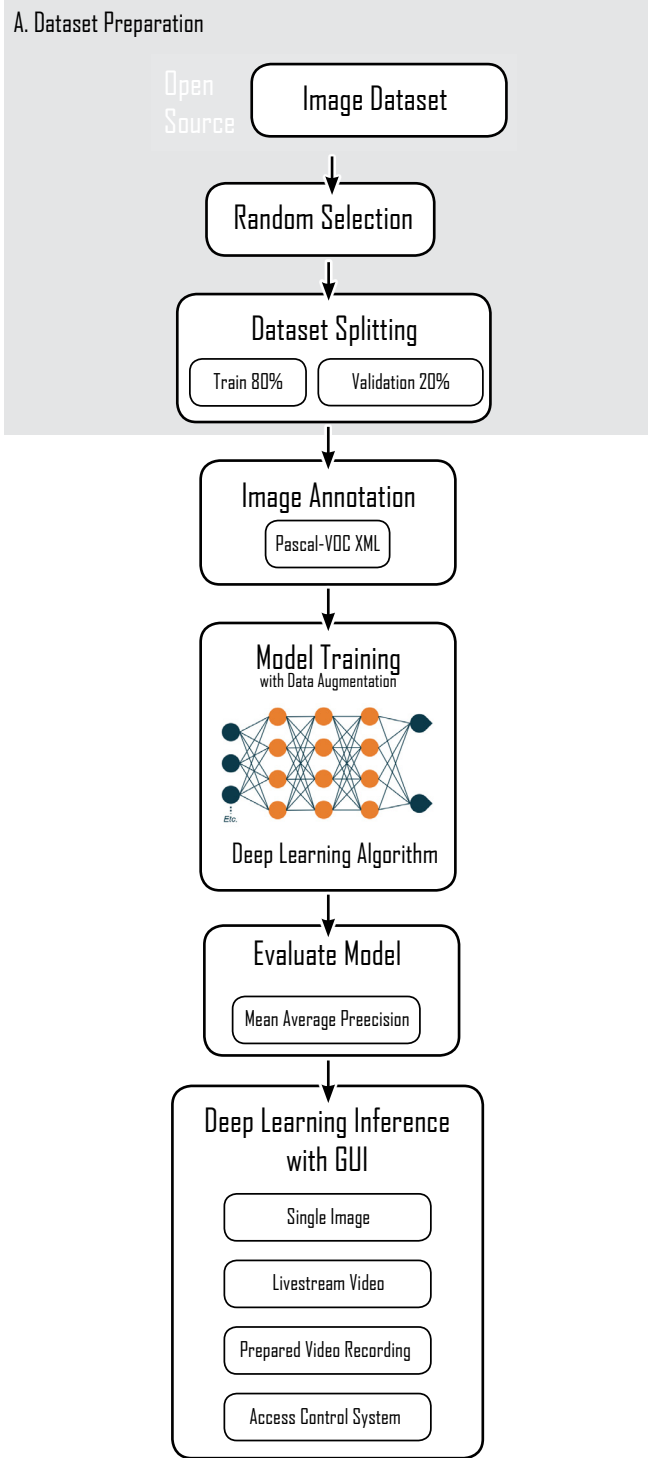 A. Dataset Preparation
Open
Source
Image Dataset
Random Selection
Dataset Splitting
Train 80%
Validation 20%
Image Annotation
Pascal-VOC XML
Model Training
with Data Augmentation
Etc.
Deep Learning Algorithm
Evaluate Model
Mean Average Preecision
Deep Learning Inference
with GUI
Single Image
Livestream Video
Prepared Video Recording
Access Control System